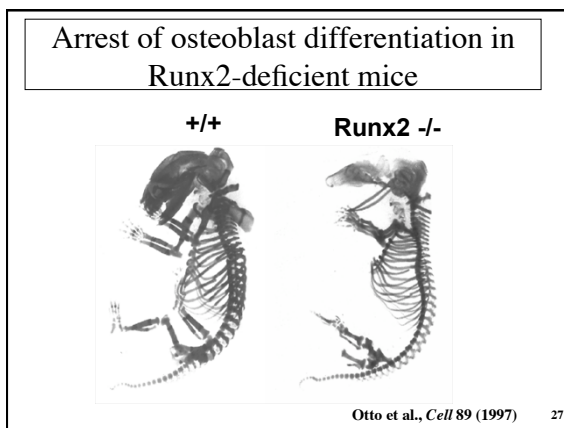 Arrest of osteoblast differentiation in
Runx2-deficient mice
+/+ Runx2 -/-
Otto et al., Cell 89 (1997) 27